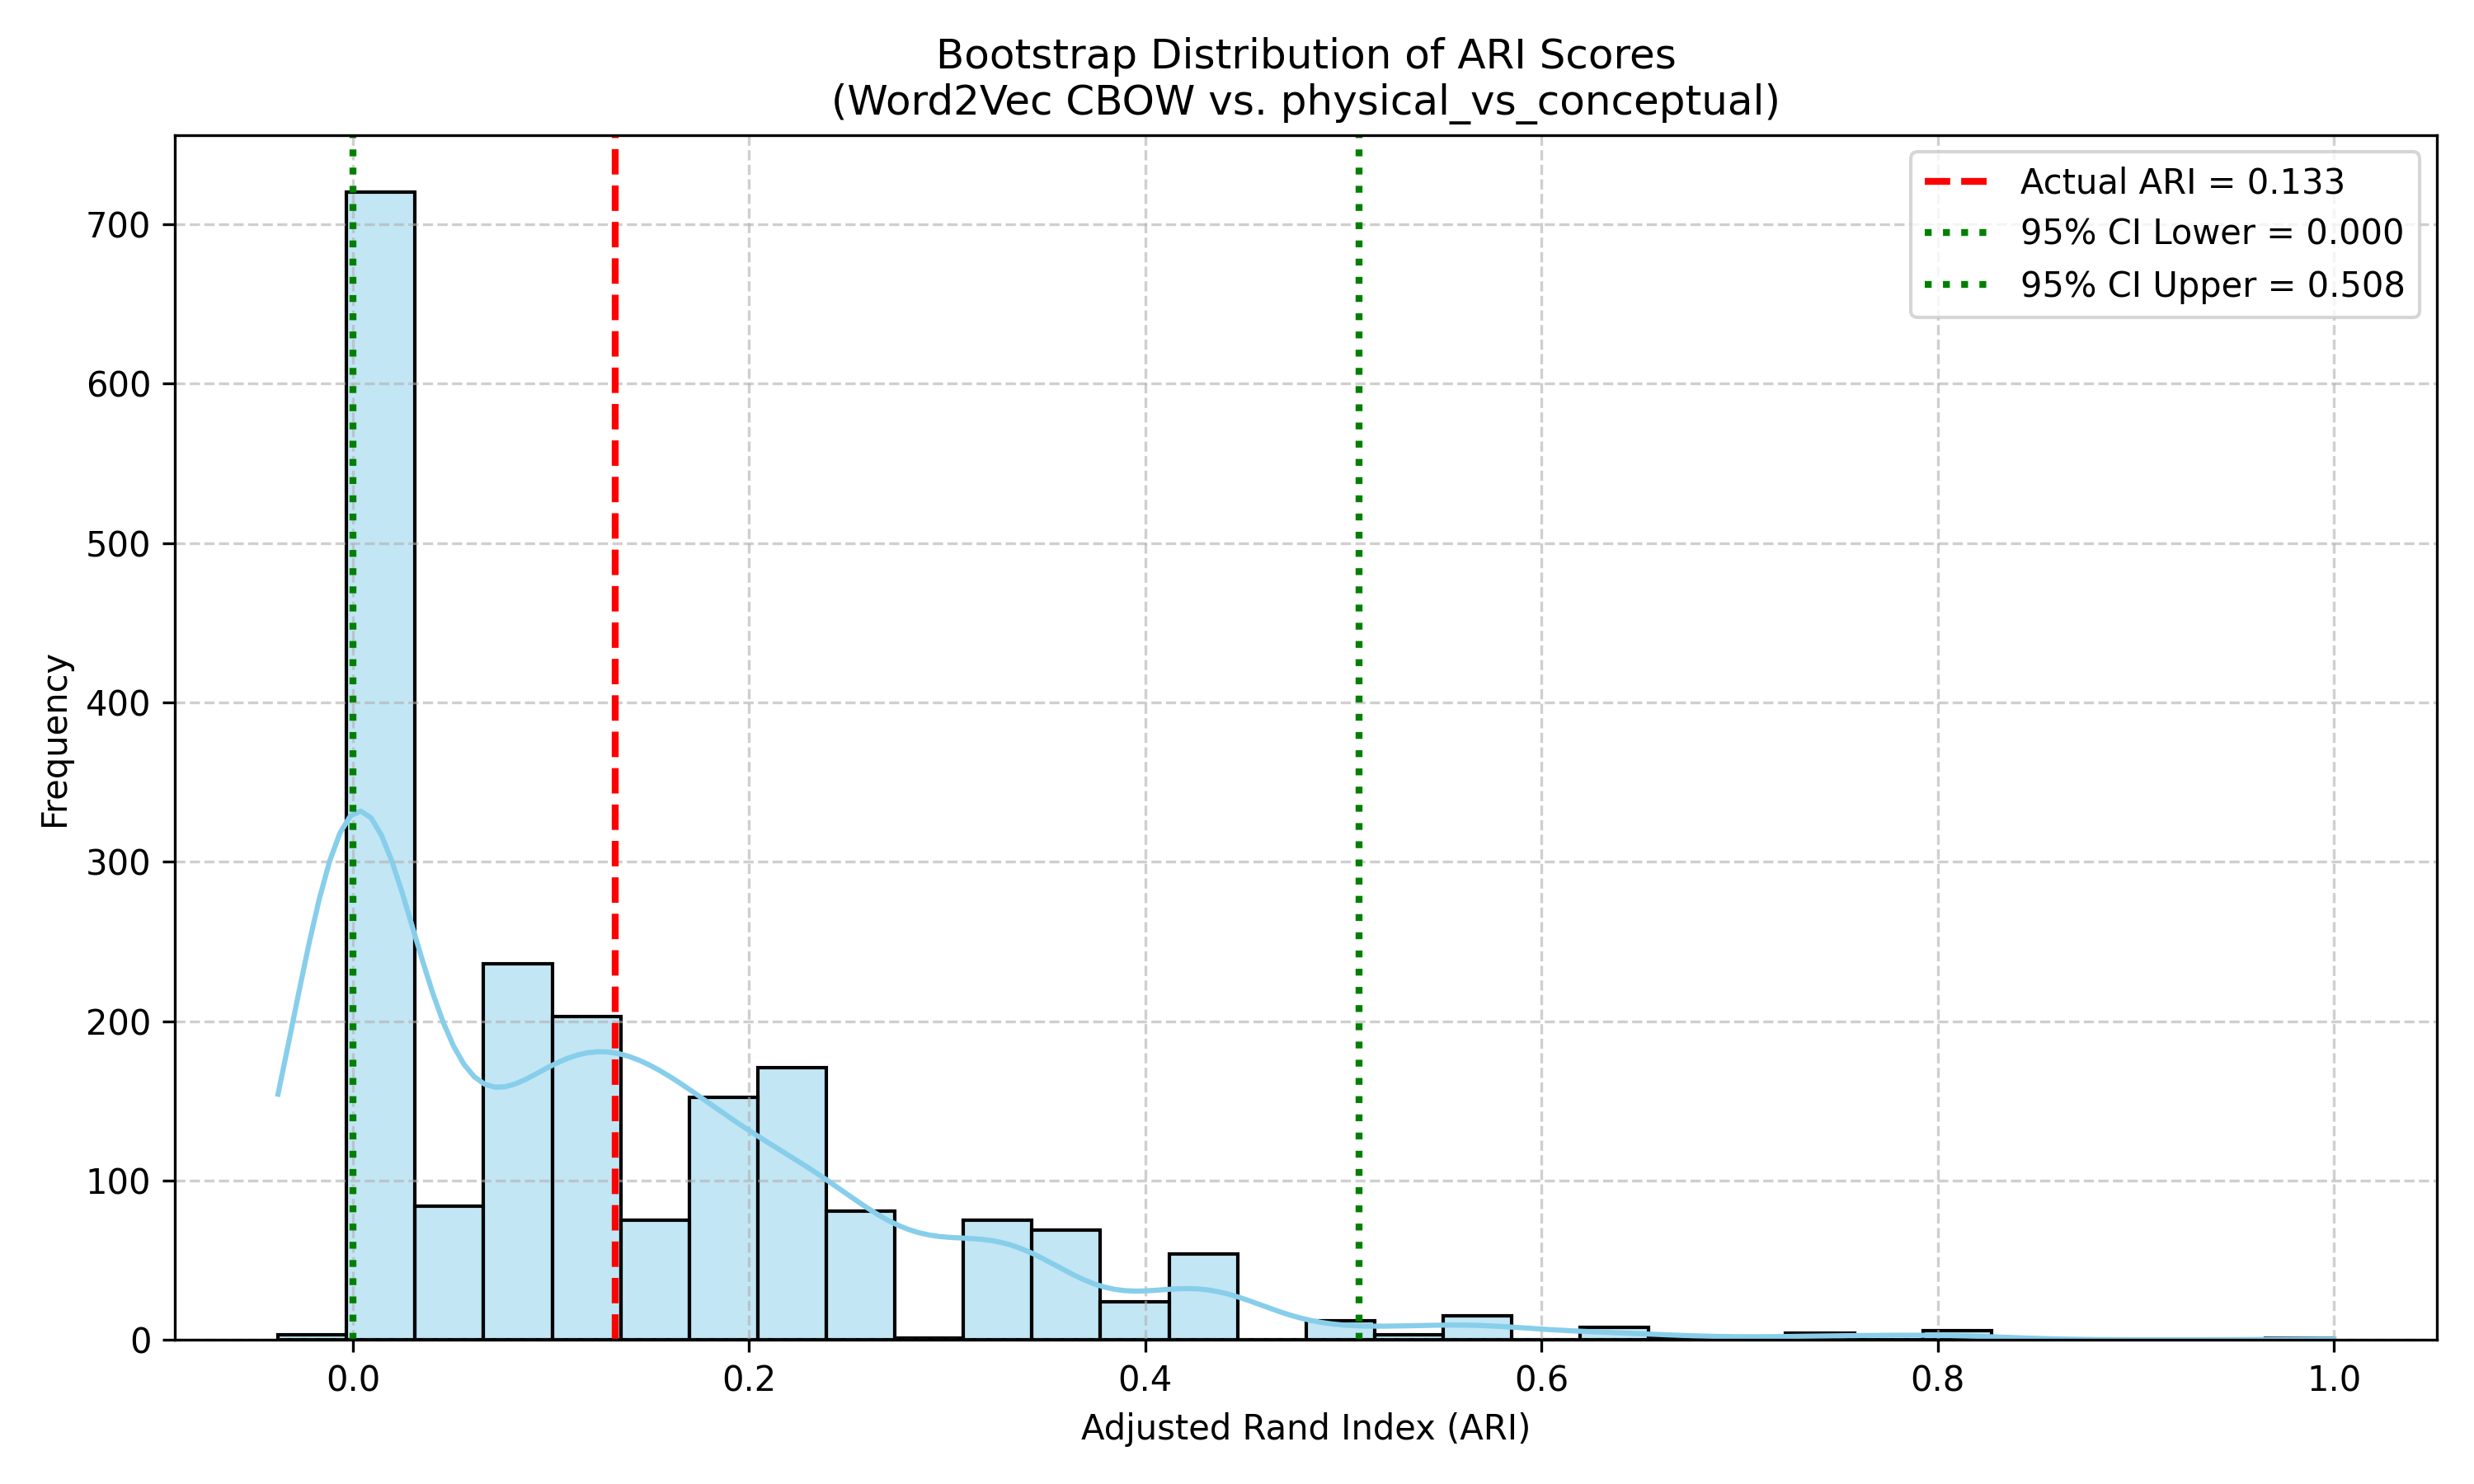 Bootstrap Distribution of ARI Scores
(Word2Vec CBOW vs. physical_vs_conceptual)
Actual ARI = 0.133
95% CI Lower = 0.000
95% CI Upper = 0.508
Frequency
700
600
500
400
300
200
100
0
0.0 0.2 0.4 0.6 0.8 1.0
Adjusted Rand Index (ARI)